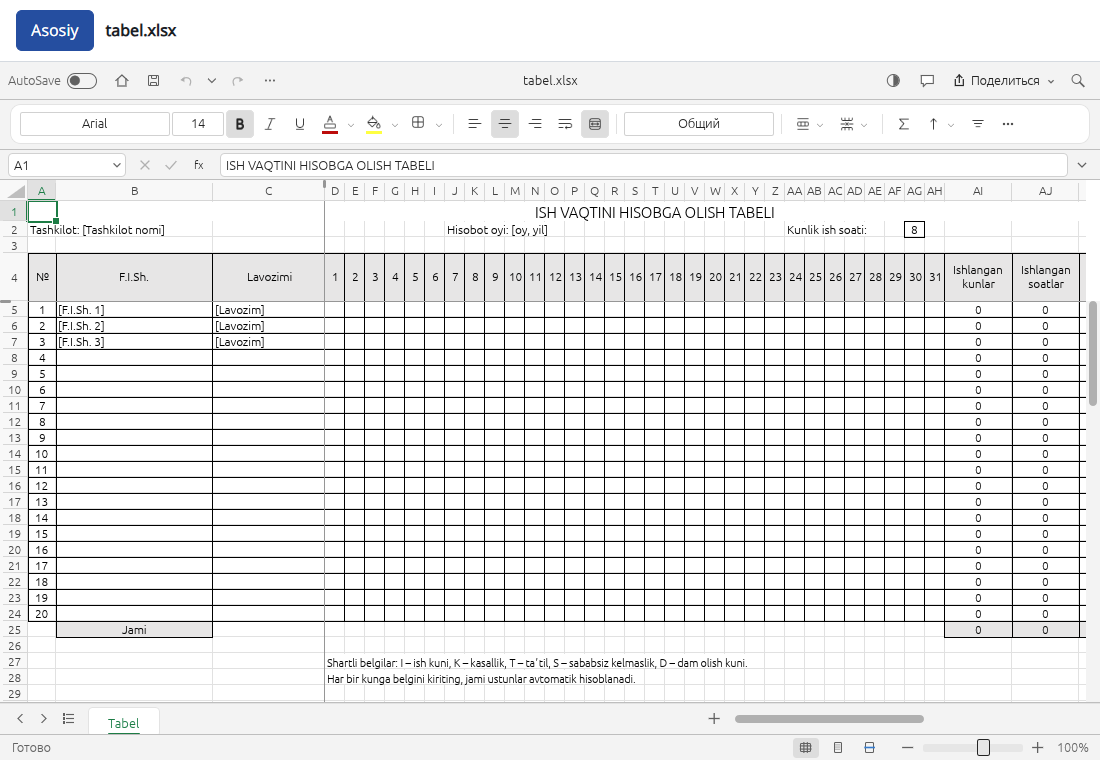 Asosiy tabel.xlsx
AutoSave tabel.xlsx Поделиться
Arial 14 B I U A Общий Σ
A1 fx ISH VAQTINI HISOBGA OLISH TABELI
A B C D E F G H I J K L M N O P Q R S T U V W X Y Z AA AB AC AD AE AF AG AH AI AJ
1 ISH VAQTINI HISOBGA OLISH TABELI
2 Tashkilot: [Tashkilot nomi] Hisobot oyi: [oy, yil] Kunlik ish soati: 8
3
4 № F.I.Sh. Lavozimi 1 2 3 4 5 6 7 8 9 10 11 12 13 14 15 16 17 18 19 20 21 22 23 24 25 26 27 28 29 30 31 Ishlangan kunlar Ishlangan soatlar
5 1 [F.I.Sh. 1] [Lavozim] 0 0
6 2 [F.I.Sh. 2] [Lavozim] 0 0
7 3 [F.I.Sh. 3] [Lavozim] 0 0
8 4 0 0
9 5 0 0
10 6 0 0
11 7 0 0
12 8 0 0
13 9 0 0
14 10 0 0
15 11 0 0
16 12 0 0
17 13 0 0
18 14 0 0
19 15 0 0
20 16 0 0
21 17 0 0
22 18 0 0
23 19 0 0
24 20 0 0
25 Jami 0 0
26
27 Shartli belgilar: I – ish kuni, K – kasallik, T – ta'til, S – sababsiz kelmaslik, D – dam olish kuni.
28 Har bir kunga belgini kiriting, jami ustunlar avtomatik hisoblanadi.
29
Tabel
Готово 100%